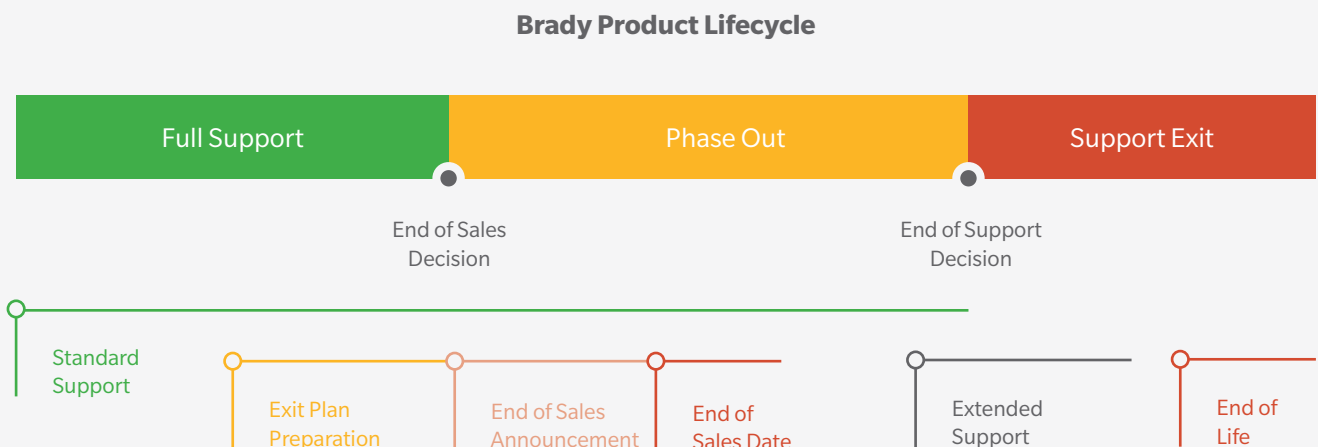 Brady Product Lifecycle
Full Support
Phase Out
Support Exit
End of Sales
Decision
End of Support
Decision
Standard
Support
Exit Plan
Preparation
End of Sales
Announcement
End of
Sales Date
Extended
Support
End of
Life